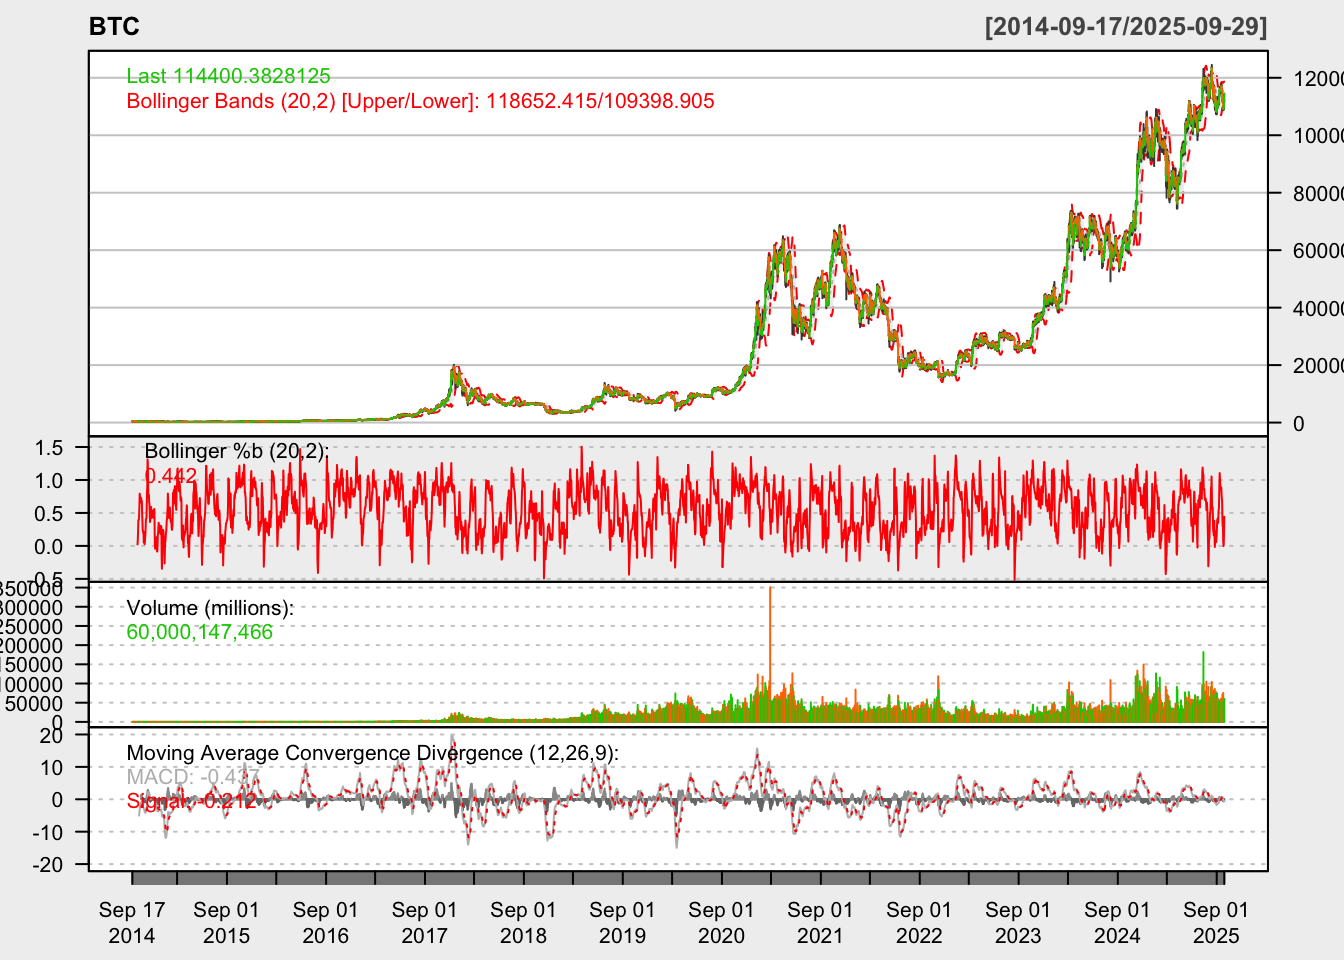 BTC [2014-09-17/2025-09-29]
Last 114400.3828125
Bollinger Bands (20,2) [Upper/Lower]: 118652.415/109398.905
12000
10000
80000
60000
40000
20000
0
Bollinger %b (20,2):
0.442
1.5
1.0
0.5
0.0
-0.5
Volume (millions):
60,000,147,466
350000
300000
250000
200000
150000
100000
50000
0
Moving Average Convergence Divergence (12,26,9):
MACD: -0.437
Signal: -0.212
20
10
0
-10
-20
Sep 17 Sep 01 Sep 01 Sep 01 Sep 01 Sep 01 Sep 01 Sep 01 Sep 01 Sep 01 Sep 01 Sep 01
2014 2015 2016 2017 2018 2019 2020 2021 2022 2023 2024 2025